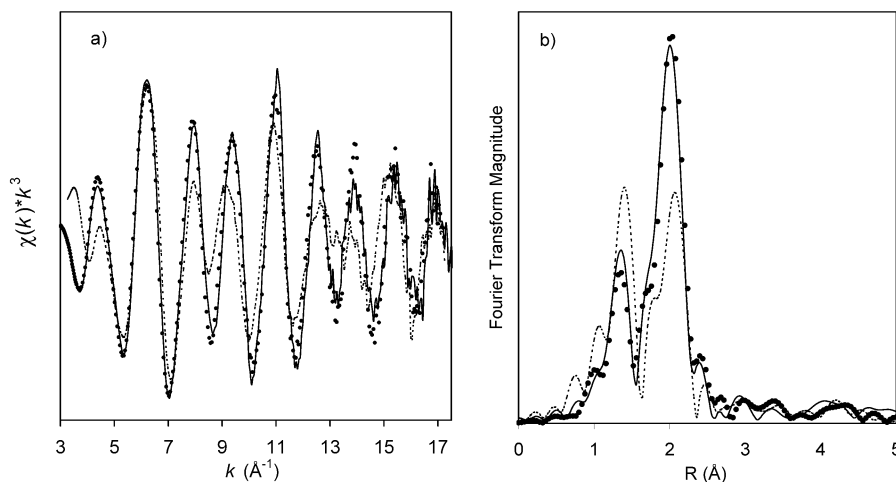 a)
χ(k)*k³
3 5 7 9 11 13 15 17
k (Å⁻¹)
b)
Fourier Transform Magnitude
0 1 2 3 4 5
R (Å)